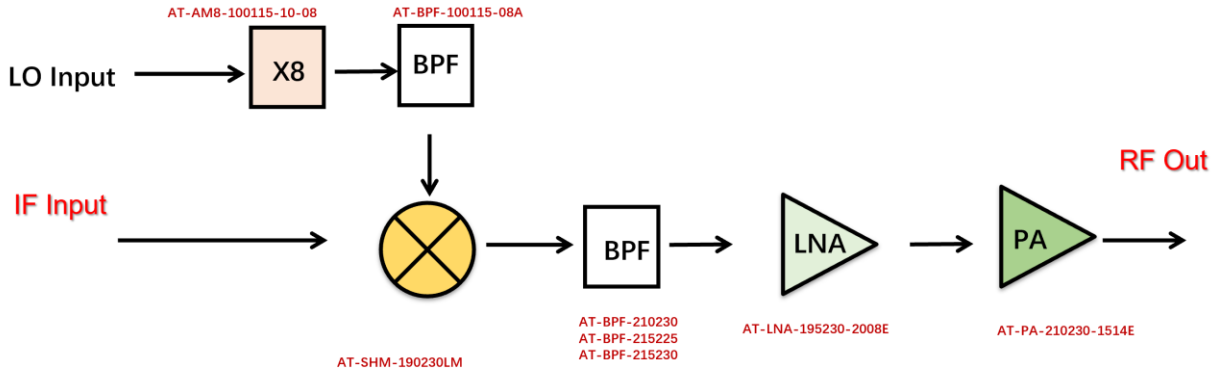 AT-AM8-100115-10-08
AT-BPF-100115-08A
LO Input
X8
BPF
RF Out
IF Input
BPF
LNA
PA
AT-BPF-210230
AT-BPF-215225
AT-BPF-215230
AT-LNA-195230-2008E
AT-PA-210230-1514E
AT-SHM-190230LM